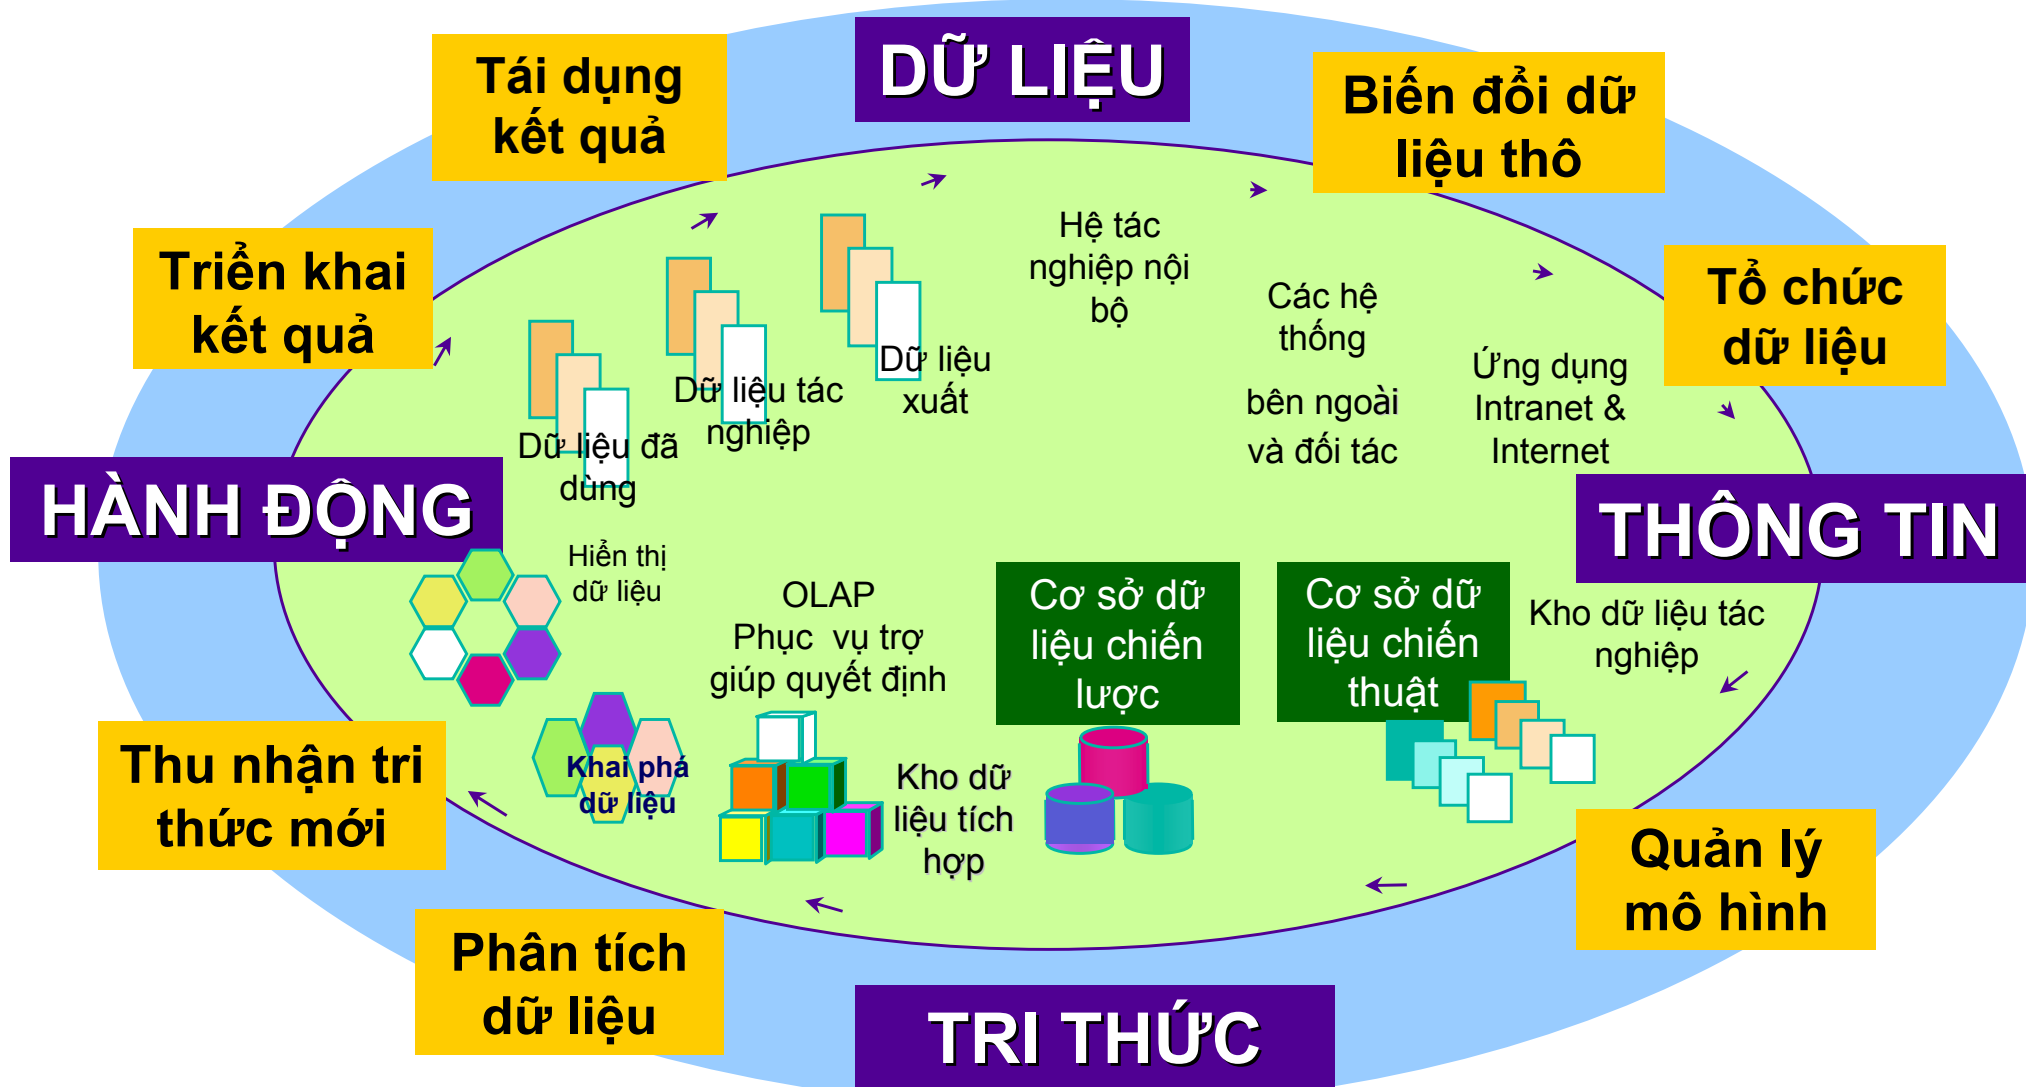 DỮ LIỆU
Tái dụng
kết quả
Biến đổi dữ
liệu thô
Triển khai
kết quả
Tổ chức
dữ liệu
Hệ tác
nghiệp nội
bộ
Các hệ
thống
bên ngoài
và đối tác
Ứng dụng
Intranet &
Internet
Dữ liệu
xuất
Dữ liệu tác
nghiệp
Dữ liệu đã
dùng
HÀNH ĐỘNG
THÔNG TIN
Hiển thị
dữ liệu
OLAP
Phục vụ trợ
giúp quyết định
Cơ sở dữ
liệu chiến
lược
Cơ sở dữ
liệu chiến
thuật
Kho dữ liệu tác
nghiệp
Thu nhận tri
thức mới
Khai phá
dữ liệu
Kho dữ
liệu tích
hợp
Quản lý
mô hình
Phân tích
dữ liệu
TRI THỨC